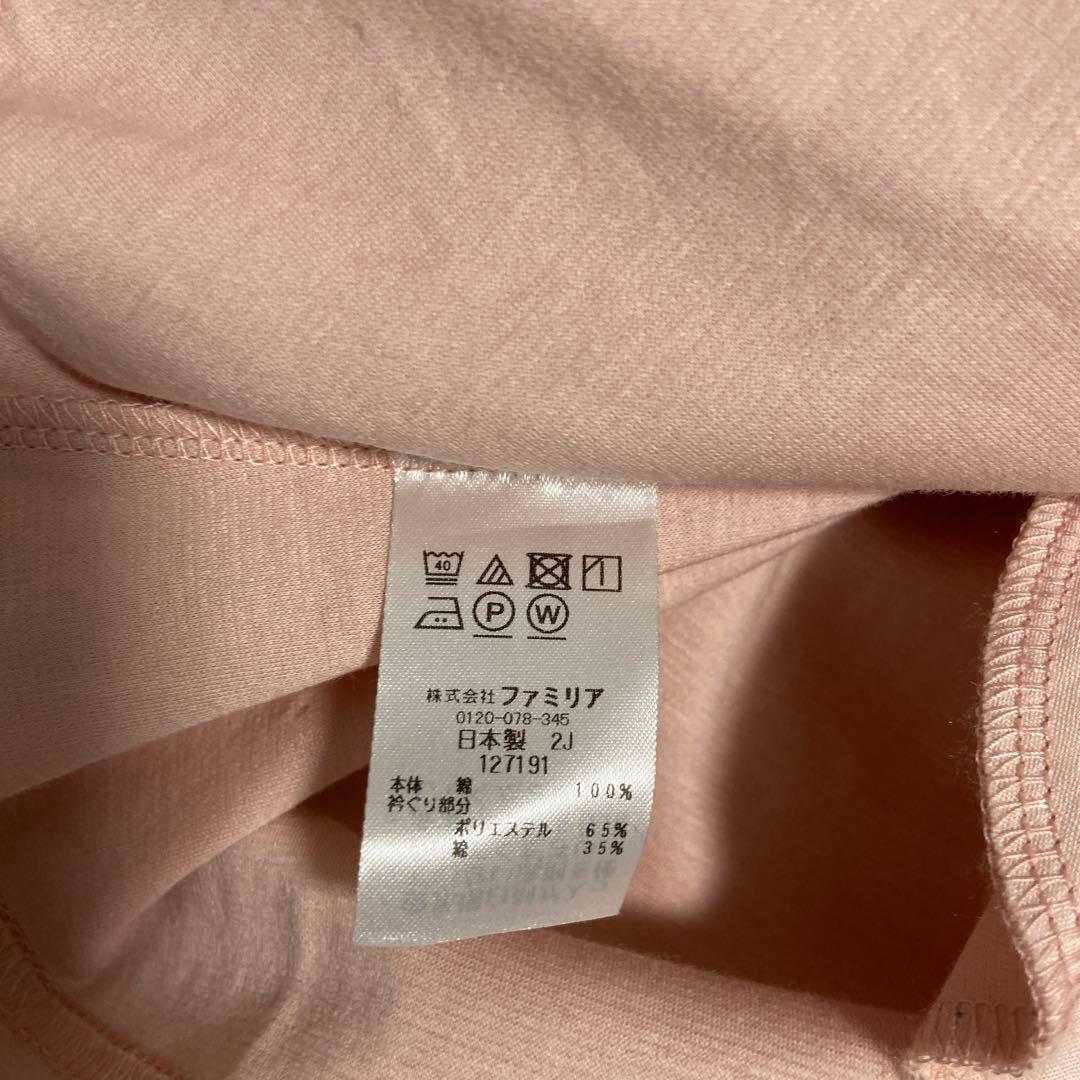 40
P W
株式会社 ファミリア
0120-078-345
日本製 2J
127191
本体 綿 100%
衿ぐり部分
ポリエステル 65%
綿 35%